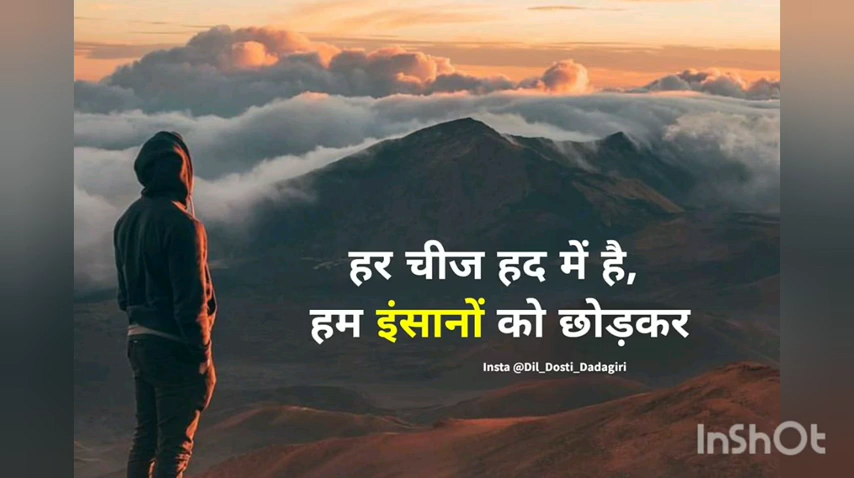 हर चीज हद में है,
हम इंसानों को छोड़कर
Insta @Dil_Dosti_Dadagiri
InShOt